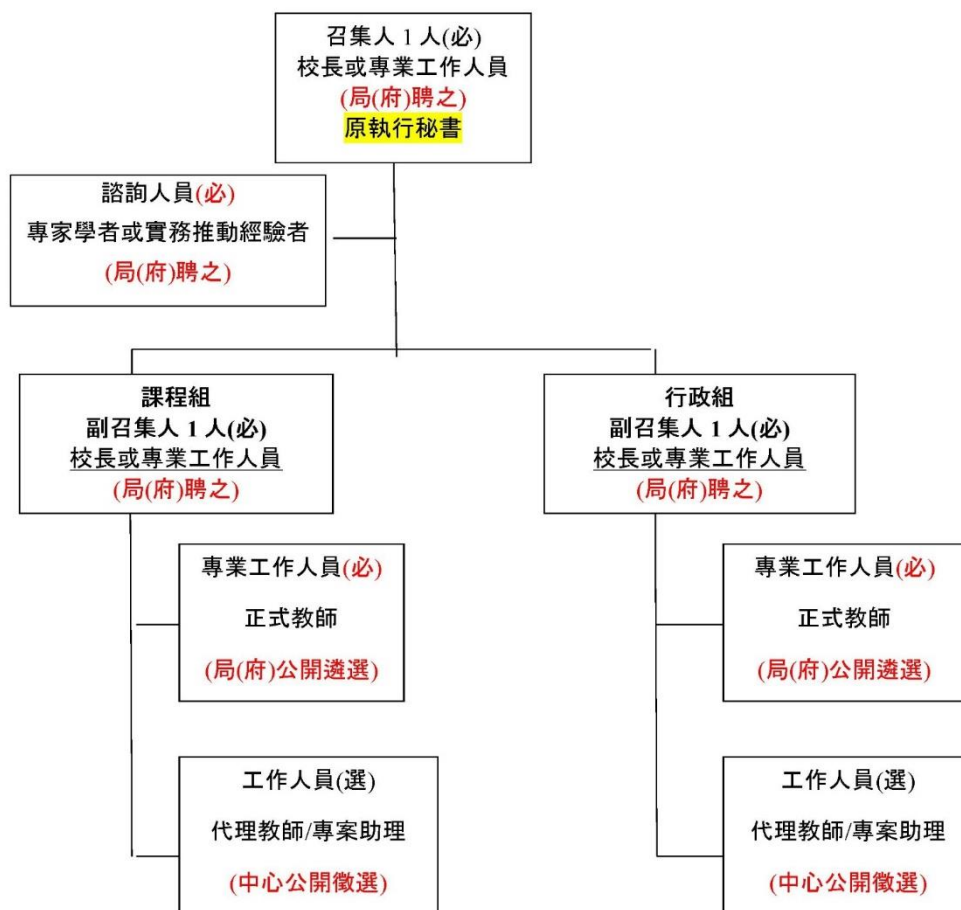 召集人 1 人(必)
校長或專業工作人員
(局(府)聘之)
原執行秘書
諮詢人員(必)
專家學者或實務推動經驗者
(局(府)聘之)
課程組
副召集人 1 人(必)
校長或專業工作人員
(局(府)聘之)
行政組
副召集人 1 人(必)
校長或專業工作人員
(局(府)聘之)
專業工作人員(必)
正式教師
(局(府)公開遴選)
專業工作人員(必)
正式教師
(局(府)公開遴選)
工作人員(選)
代理教師/專案助理
(中心公開徵選)
工作人員(選)
代理教師/專案助理
(中心公開徵選)